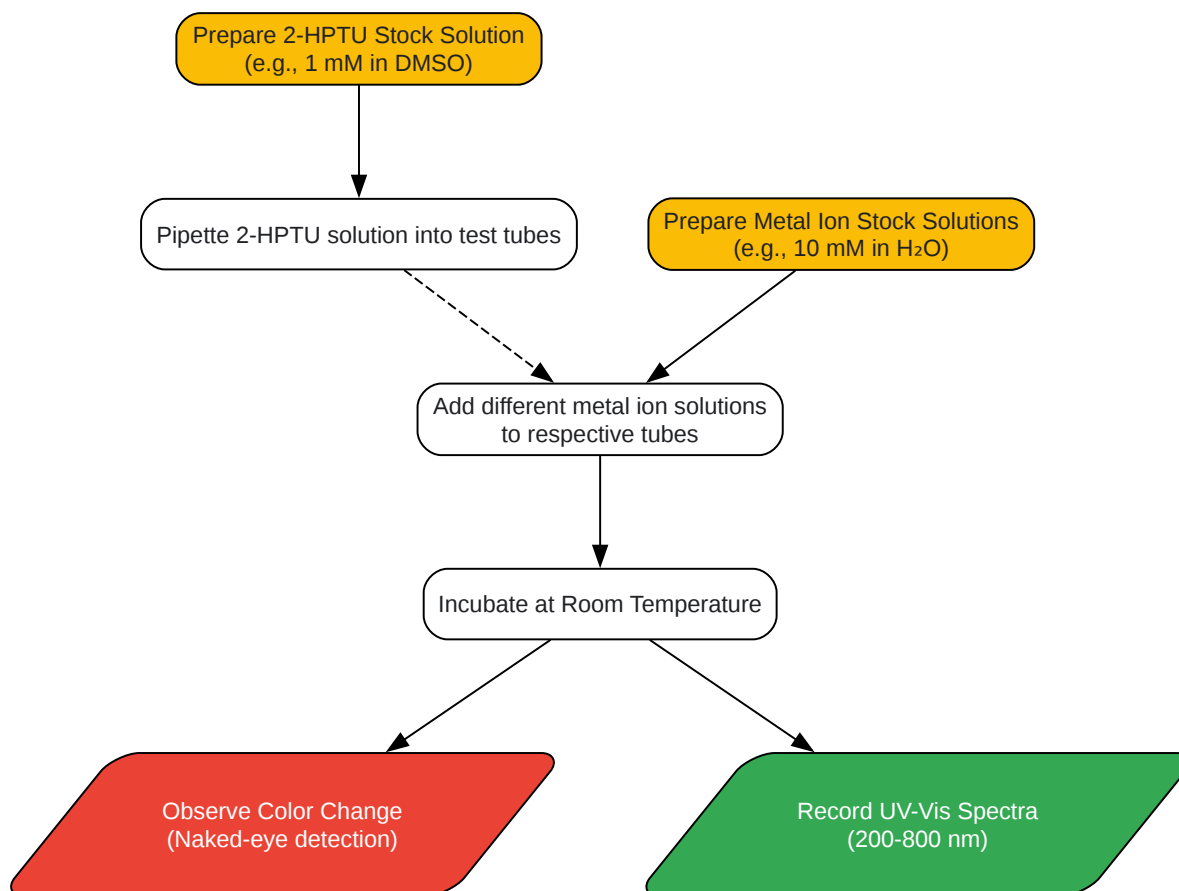 Prepare 2-HPTU Stock Solution
(e.g., 1 mM in DMSO)
Pipette 2-HPTU solution into test tubes
Prepare Metal Ion Stock Solutions
(e.g., 10 mM in H₂O)
Add different metal ion solutions
to respective tubes
Incubate at Room Temperature
Observe Color Change
(Naked-eye detection)
Record UV-Vis Spectra
(200-800 nm)